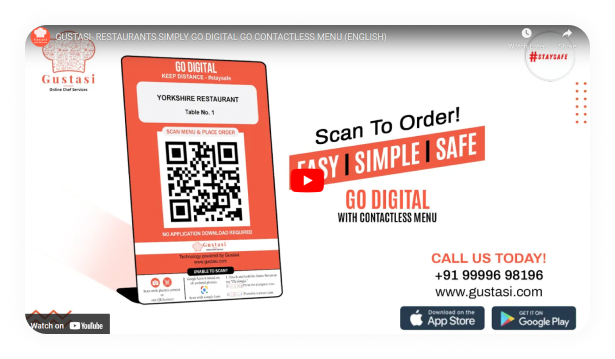 GUSTASI- RESTAURANTS SIMPLY GO DIGITAL GO CONTACTLESS MENU (ENGLISH)
Gustasi
Online Chef Services
#STAYSAFE
GO DIGITAL
KEEP DISTANCE - #staysafe
YORKSHIRE RESTAURANT
Table No. 1
SCAN MENU & PLACE ORDER
NO APPLICATION DOWNLOAD REQUIRED
Gustasi
Technology powered by Gustasi
www.gustasi.com
UNABLE TO SCAN?
Scan To Order!
EASY | SIMPLE | SAFE
GO DIGITAL
WITH CONTACTLESS MENU
CALL US TODAY!
+91 99996 98196
www.gustasi.com
Download on the
App Store
GET IT ON
Google Play
Watch on YouTube